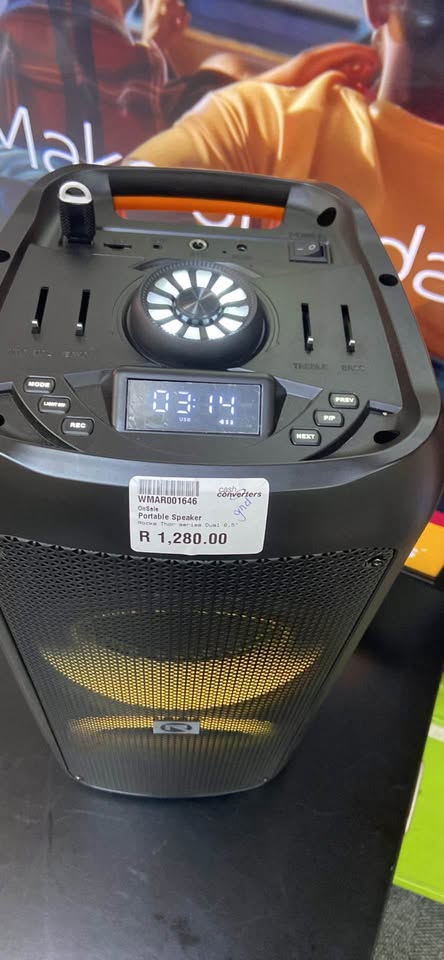 Mak
da
POWER
TREBLE BASS
MODE
LIGHT MODE
REC
03:14
USB
PREV
P/P
NEXT
WMAR001646
cash converters
OnSale
Portable Speaker
Rocka Thor series Dual 6.5"
R 1,280.00